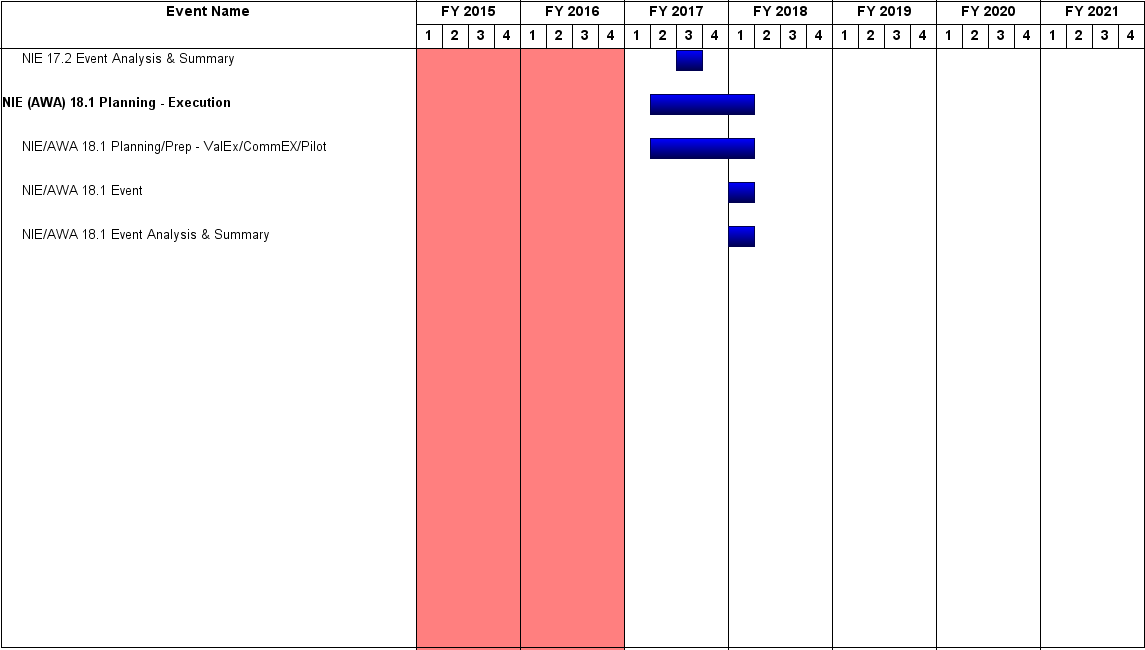 Event Name FY 2015 FY 2016 FY 2017 FY 2018 FY 2019 FY 2020 FY 2021
1 2 3 4 1 2 3 4 1 2 3 4 1 2 3 4 1 2 3 4 1 2 3 4 1 2 3 4
NIE 17.2 Event Analysis & Summary
NIE (AWA) 18.1 Planning - Execution
NIE/AWA 18.1 Planning/Prep - ValEx/CommEX/Pilot
NIE/AWA 18.1 Event
NIE/AWA 18.1 Event Analysis & Summary